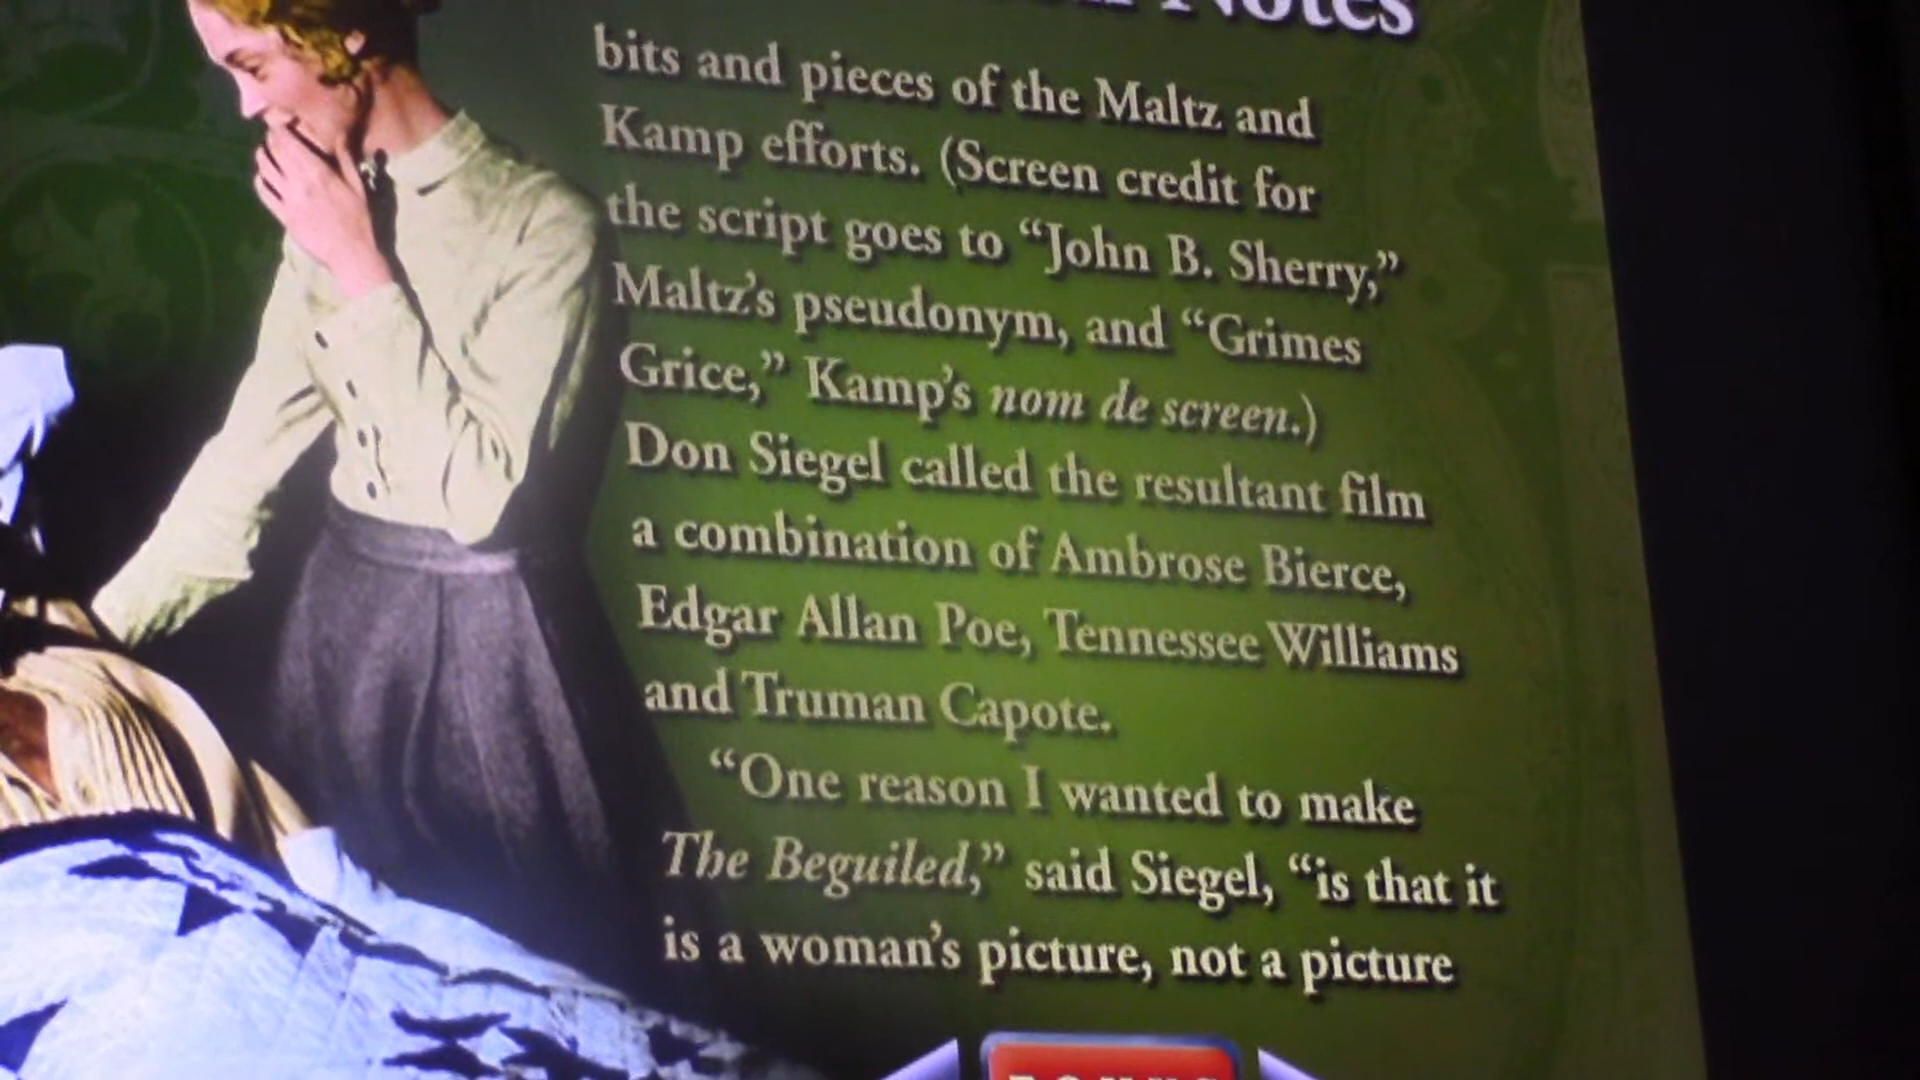 Notes
bits and pieces of the Maltz and
Kamp efforts. (Screen credit for
the script goes to “John B. Sherry,”
Maltz’s pseudonym, and “Grimes
Grice,” Kamp’s nom de screen.)
Don Siegel called the resultant film
a combination of Ambrose Bierce,
Edgar Allan Poe, Tennessee Williams
and Truman Capote.
“One reason I wanted to make
The Beguiled,” said Siegel, “is that it
is a woman’s picture, not a picture